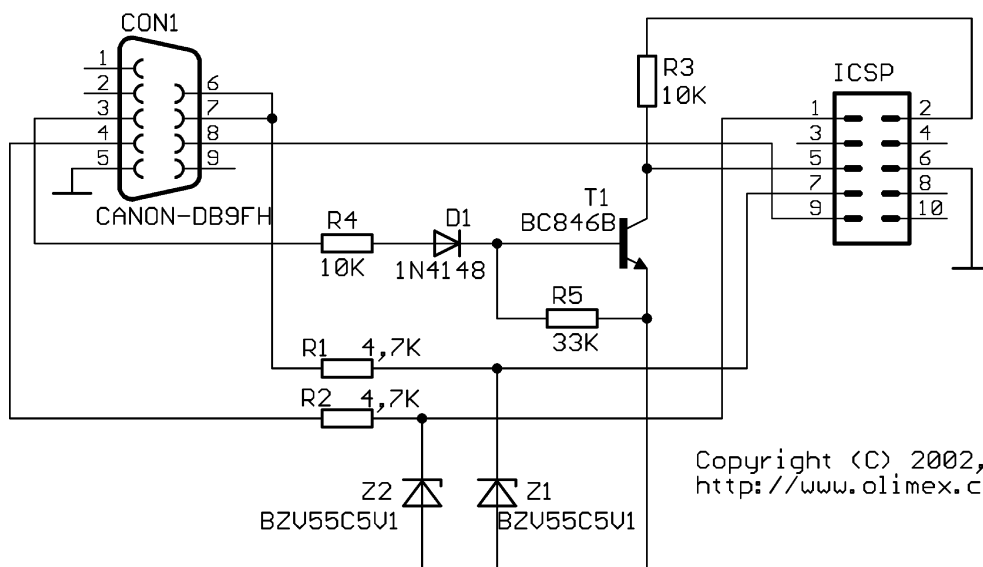 CON1
1
2
3
4
5
6
7
8
9
CANON-DB9FH
R3
10K
ICSP
1
3
5
7
9
2
4
6
8
10
T1
BC846B
R4
10K
D1
1N4148
R5
33K
R1 4,7K
R2 4,7K
Z2
BZV55C5V1
Z1
BZV55C5V1
Copyright (C) 2002,
http://www.olimex.c